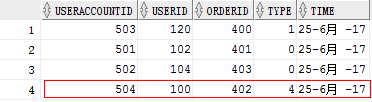 USERACCOUNTID USERID ORDERID TYPE TIME
1 503 120 400 1 25-6月 -17
2 501 102 401 0 25-6月 -17
3 502 104 403 0 25-6月 -17
4 504 100 402 4 25-6月 -17